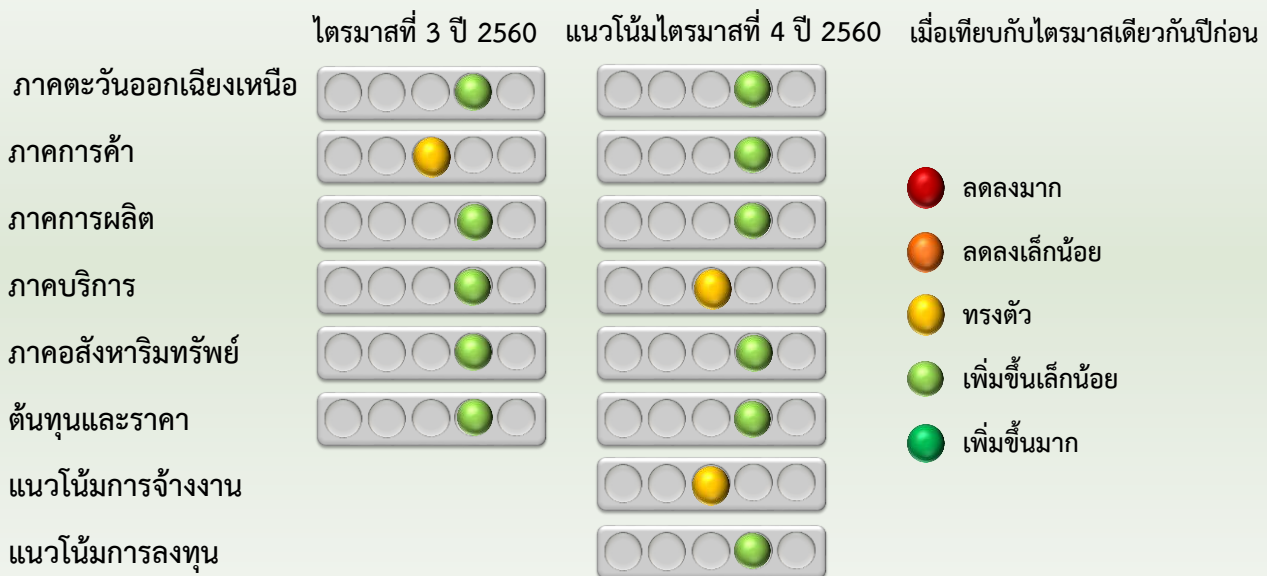 ไตรมาสที่ 3 ปี 2560 แนวโน้มไตรมาสที่ 4 ปี 2560 เมื่อเทียบกับไตรมาสเดียวกันปีก่อน
ภาคตะวันออกเฉียงเหนือ
ภาคการค้า
ภาคการผลิต
ภาคบริการ
ภาคอสังหาริมทรัพย์
ต้นทุนและราคา
แนวโน้มการจ้างงาน
แนวโน้มการลงทุน
ลดลงมาก
ลดลงเล็กน้อย
ทรงตัว
เพิ่มขึ้นเล็กน้อย
เพิ่มขึ้นมาก